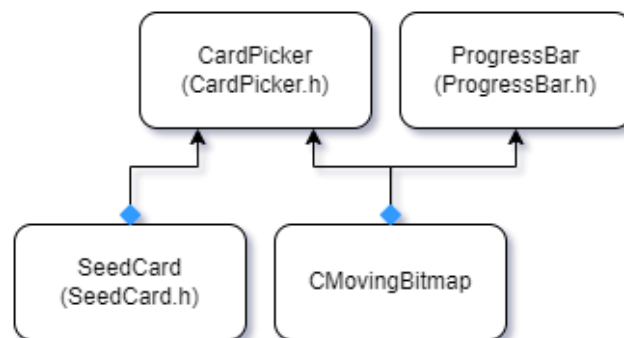 CardPicker
(CardPicker.h)
ProgressBar
(ProgressBar.h)
SeedCard
(SeedCard.h)
CMovingBitmap